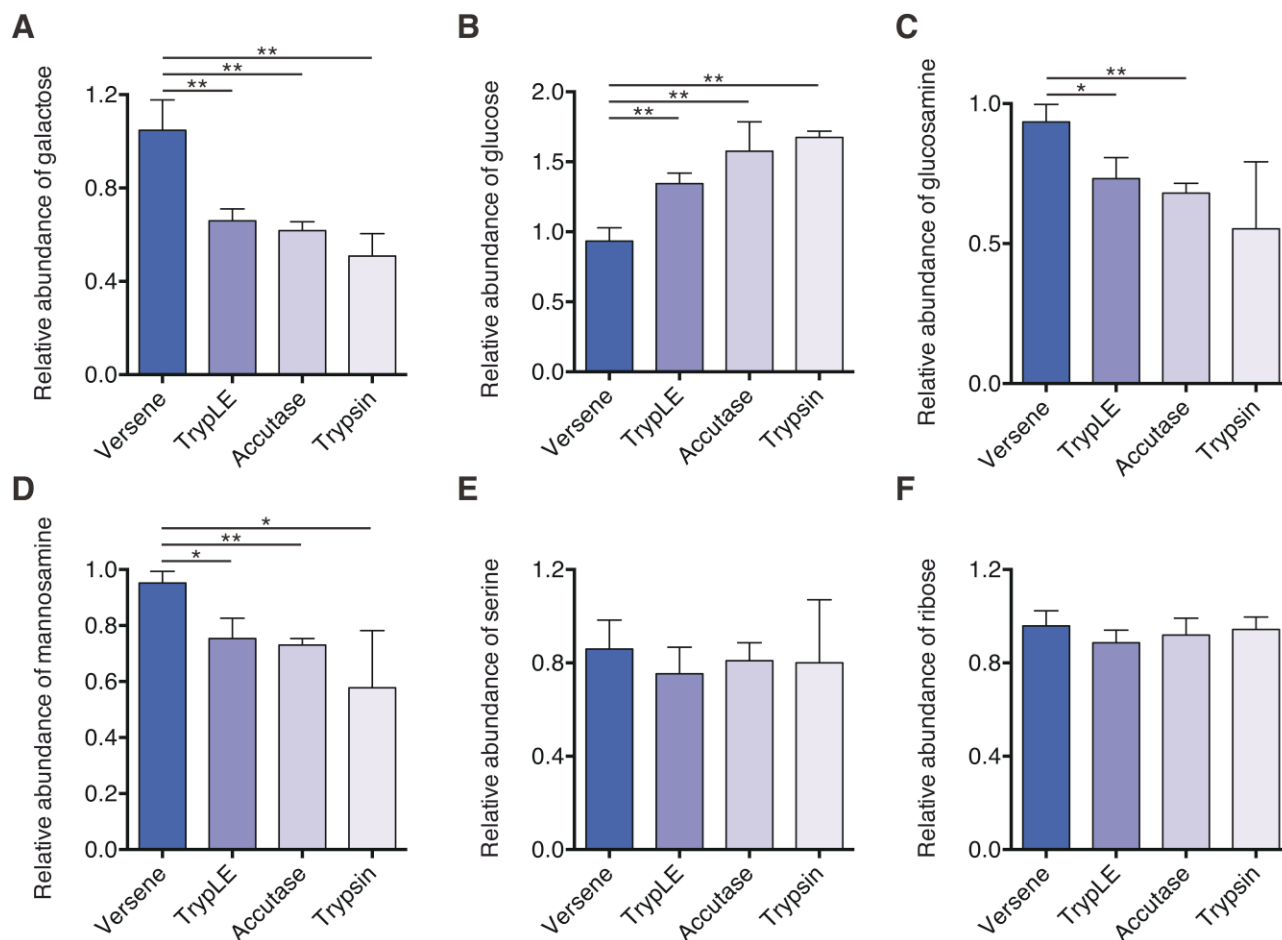 A
Relative abundance of galactose
**
**
**
1.2
0.8
0.4
0.0
Versene
TrypLE
Accutase
Trypsin
B
Relative abundance of glucose
**
**
**
2.0
1.5
1.0
0.5
0.0
Versene
TrypLE
Accutase
Trypsin
C
Relative abundance of glucosamine
**
*
1.0
0.5
0.0
Versene
TrypLE
Accutase
Trypsin
D
Relative abundance of mannosamine
*
**
*
1.0
0.8
0.6
0.4
0.2
0.0
Versene
TrypLE
Accutase
Trypsin
E
Relative abundance of serine
1.2
0.8
0.4
0.0
Versene
TrypLE
Accutase
Trypsin
F
Relative abundance of ribose
1.2
0.8
0.4
0.0
Versene
TrypLE
Accutase
Trypsin